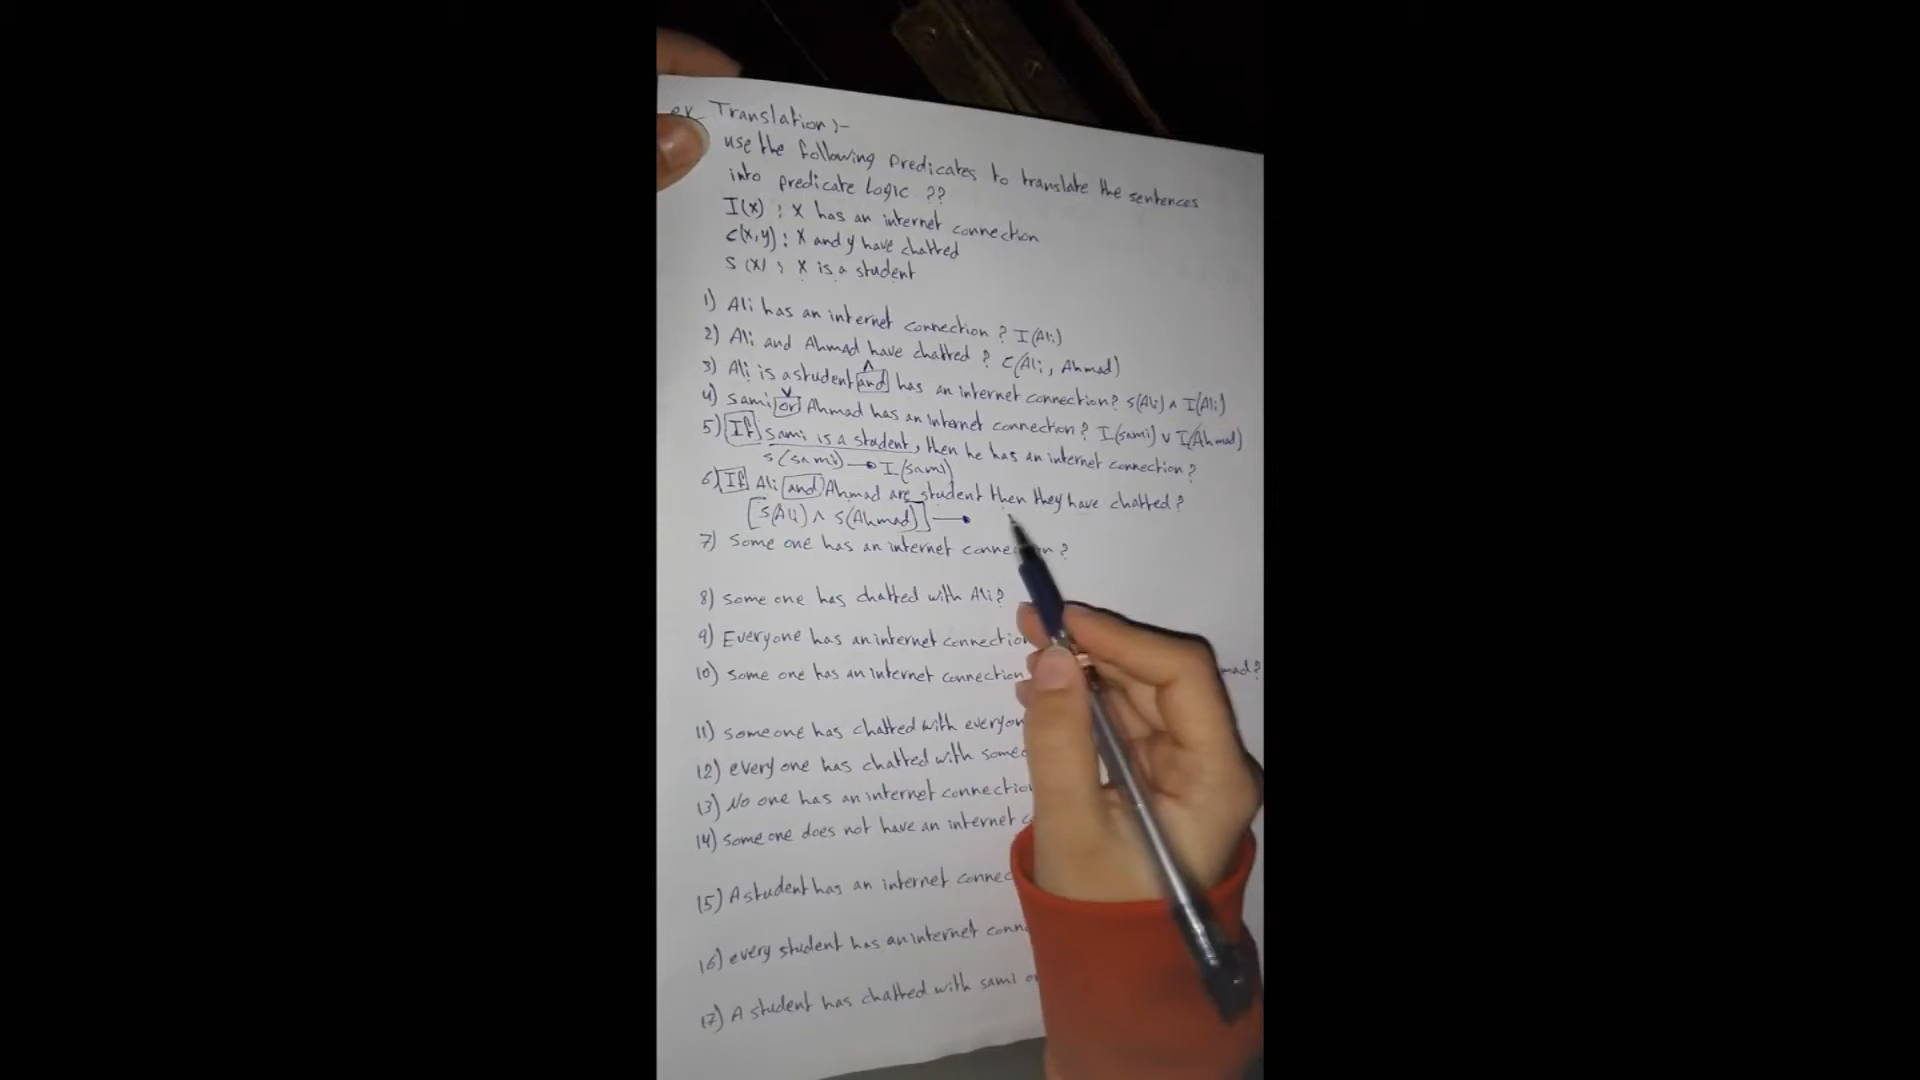 ex Translation :-
use the following predicates to translate the sentences
into predicate Logic ??
I(x) : x has an internet connection
C(x,y) : x and y have chatted
S(x) : x is a student
1) Ali has an internet connection ? I(Ali)
2) Ali and Ahmad have chatted ? C(Ali, Ahmad)
∧
3) Ali is a student and has an internet connection? S(Ali) ∧ I(Ali)
∨
4) Sami or Ahmad has an internet connection? I(sami) ∨ I(Ahmad)
5) If Sami is a student, then he has an internet connection?
S(sami) → I(sami)
6) If Ali and Ahmad are student then they have chatted?
[S(Ali) ∧ S(Ahmad)] →
7) Some one has an internet connection ?
8) Some one has chatted with Ali?
9) Everyone has an internet connection
10) Some one has an internet connection
11) Someone has chatted with everyon
12) every one has chatted with some
13) No one has an internet connectio
14) Some one does not have an internet c
15) A student has an internet connec
16) every student has an internet conn
17) A student has chatted with sami o